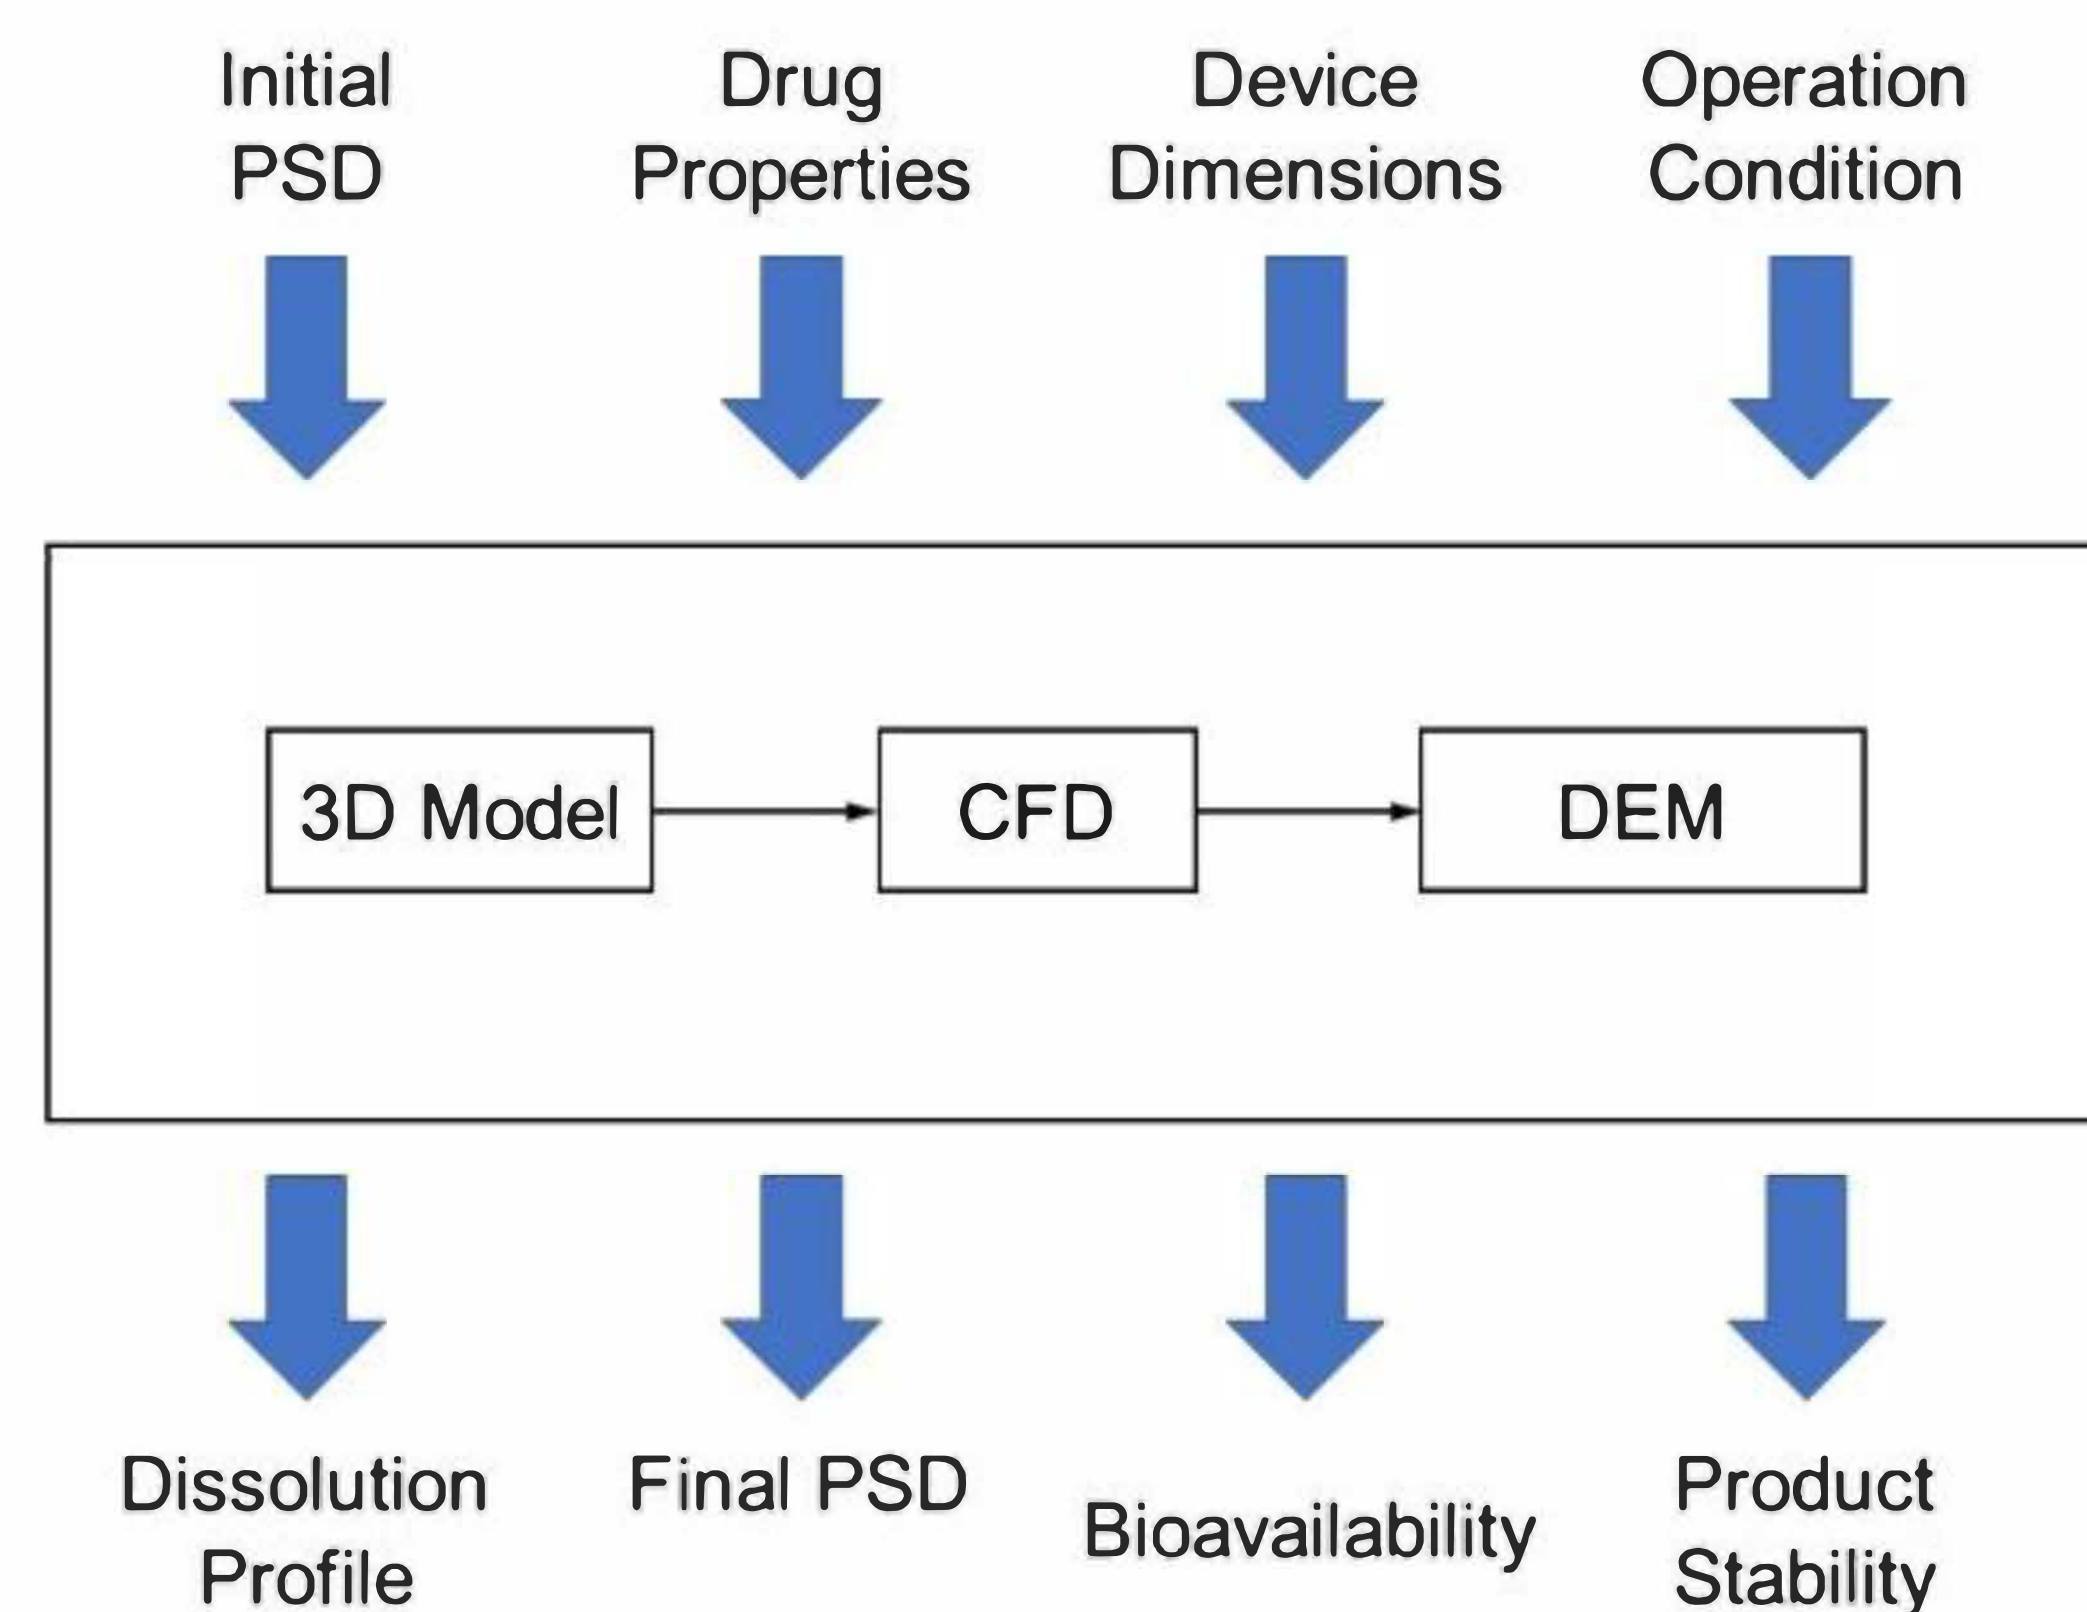 Initial
PSD
Drug
Properties
Device
Dimensions
Operation
Condition
3D Model
CFD
DEM
Dissolution
Profile
Final PSD
Bioavailability
Product
Stability